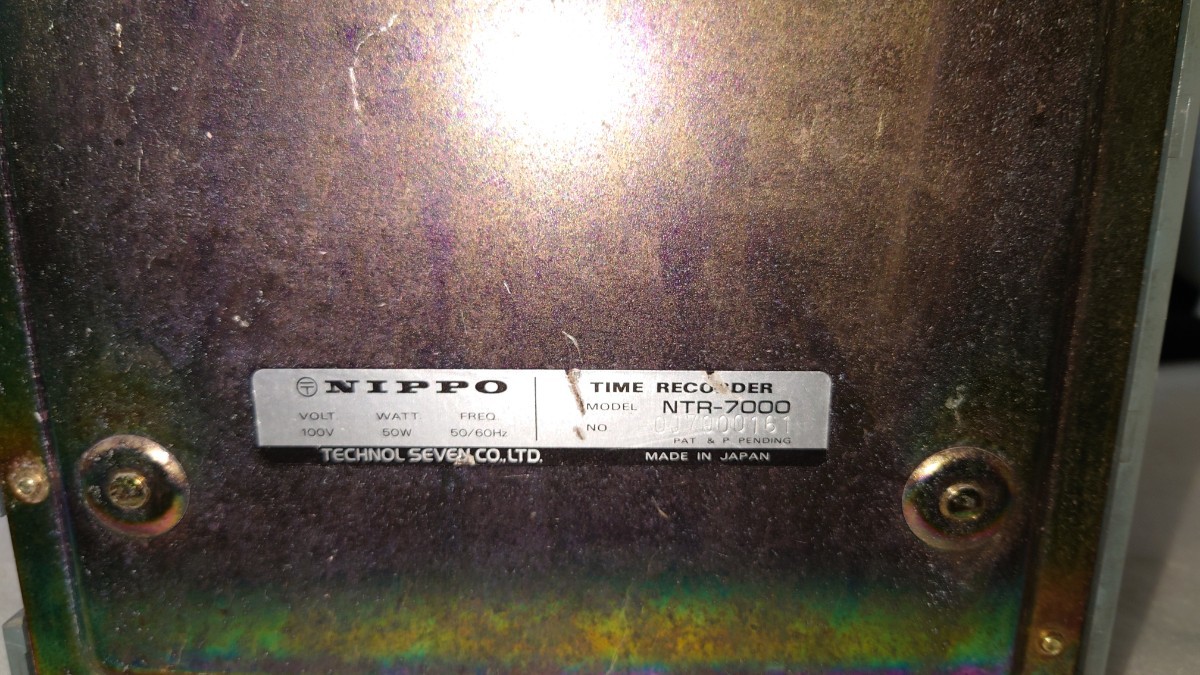 NIPPO
VOLT WATT FREQ.
100V 50W 50/60Hz
TECHNOL SEVEN CO.,LTD.
TIME RECORDER
MODEL NTR-7000
NO
PAT & P PENDING
MADE IN JAPAN